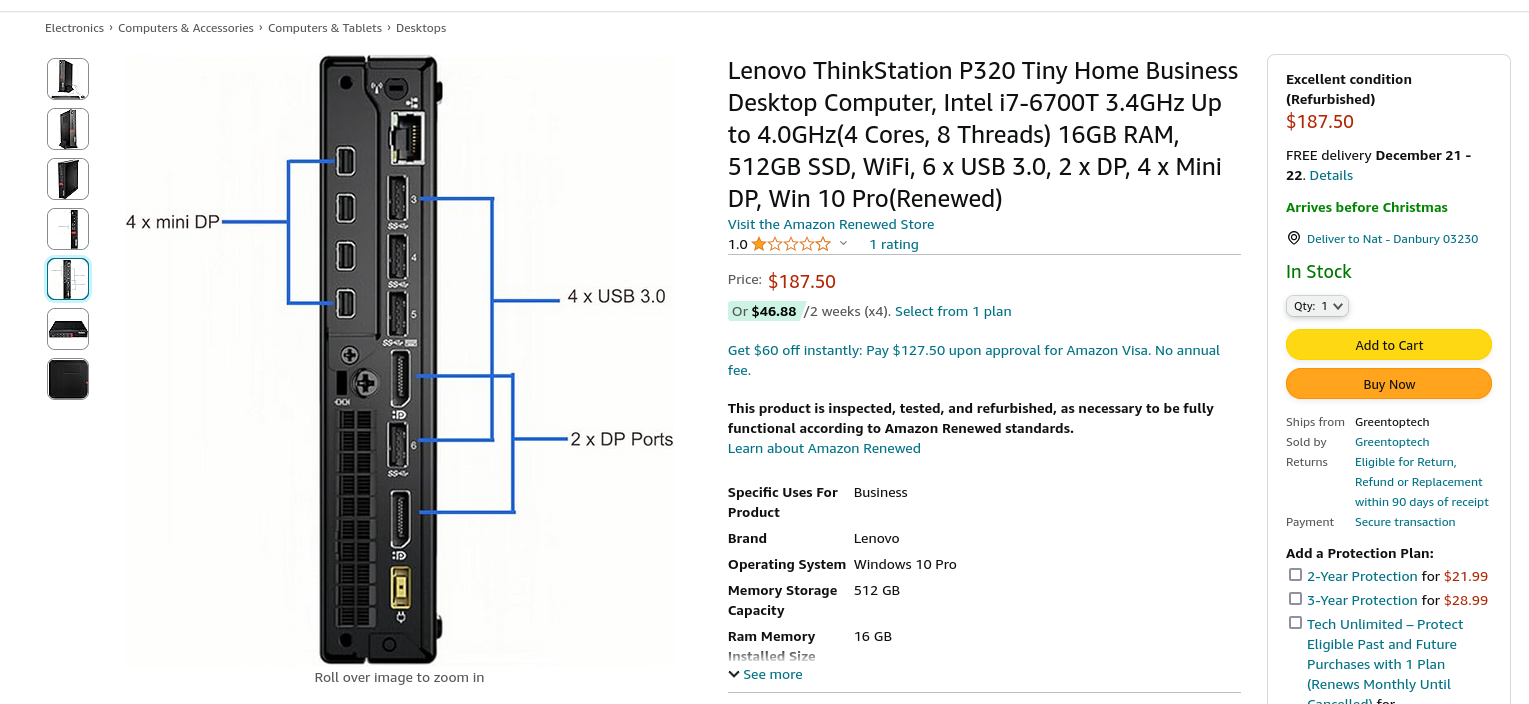 Electronics › Computers & Accessories › Computers & Tablets › Desktops
4 x mini DP
4 x USB 3.0
2 x DP Ports
3
4
5
6
Roll over image to zoom in
Lenovo ThinkStation P320 Tiny Home Business
Desktop Computer, Intel i7-6700T 3.4GHz Up
to 4.0GHz(4 Cores, 8 Threads) 16GB RAM,
512GB SSD, WiFi, 6 x USB 3.0, 2 x DP, 4 x Mini
DP, Win 10 Pro(Renewed)
Visit the Amazon Renewed Store
1.0 1 rating
Price: $187.50
Or $46.88 /2 weeks (x4). Select from 1 plan
Get $60 off instantly: Pay $127.50 upon approval for Amazon Visa. No annual
fee.
This product is inspected, tested, and refurbished, as necessary to be fully
functional according to Amazon Renewed standards.
Learn about Amazon Renewed
Specific Uses For Business
Product
Brand Lenovo
Operating System Windows 10 Pro
Memory Storage 512 GB
Capacity
Ram Memory 16 GB
Installed Size
See more
Excellent condition
(Refurbished)
$187.50
FREE delivery December 21 -
22. Details
Arrives before Christmas
Deliver to Nat - Danbury 03230
In Stock
Qty: 1
Add to Cart
Buy Now
Ships from Greentoptech
Sold by Greentoptech
Returns Eligible for Return,
Refund or Replacement
within 90 days of receipt
Payment Secure transaction
Add a Protection Plan:
2-Year Protection for $21.99
3-Year Protection for $28.99
Tech Unlimited – Protect
Eligible Past and Future
Purchases with 1 Plan
(Renews Monthly Until
Cancelled) for